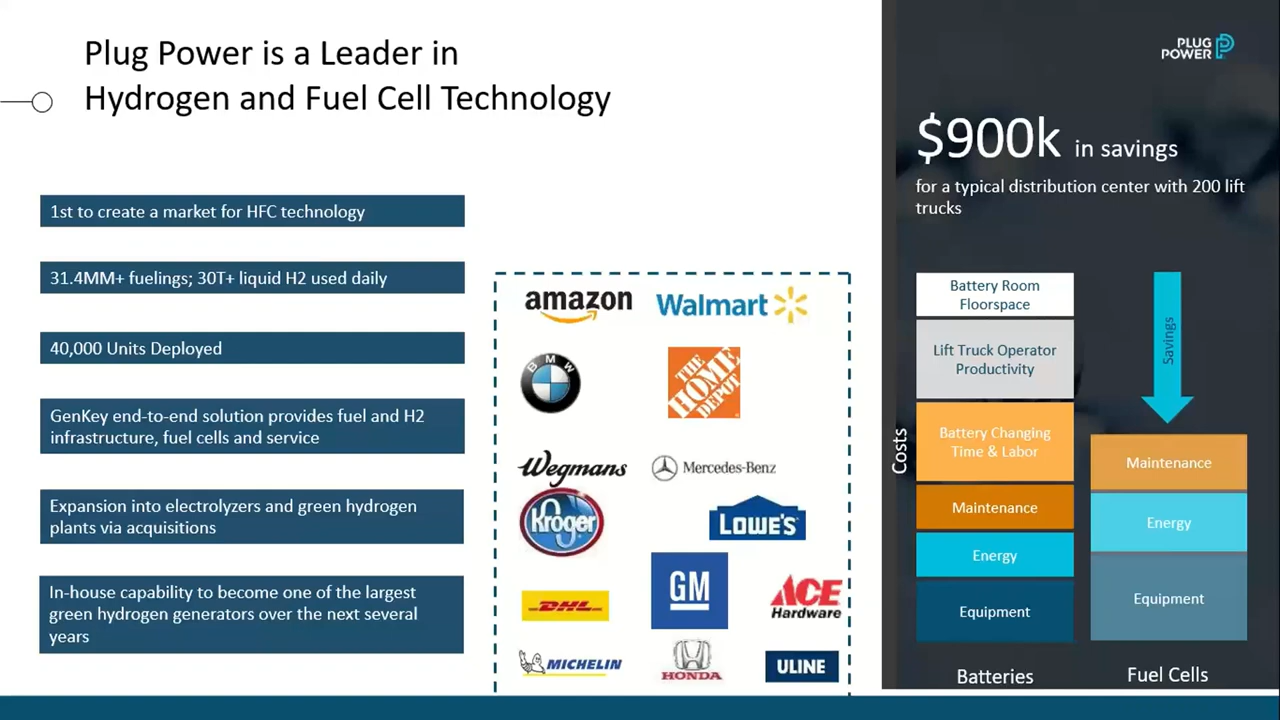 Plug Power is a Leader in
Hydrogen and Fuel Cell Technology
1st to create a market for HFC technology
31.4MM+ fuelings; 30T+ liquid H2 used daily
40,000 Units Deployed
GenKey end-to-end solution provides fuel and H2
infrastructure, fuel cells and service
Expansion into electrolyzers and green hydrogen
plants via acquisitions
In-house capability to become one of the largest
green hydrogen generators over the next several
years
amazon
Walmart
BMW
THE
HOME
DEPOT
Wegmans
Mercedes-Benz
Kroger
LOWE'S
DHL
GM
ACE
Hardware
MICHELIN
HONDA
ULINE
PLUG
POWER
$900k in savings
for a typical distribution center with 200 lift
trucks
Costs
Battery Room
Floorspace
Lift Truck Operator
Productivity
Battery Changing
Time & Labor
Maintenance
Energy
Equipment
Batteries
Savings
Maintenance
Energy
Equipment
Fuel Cells